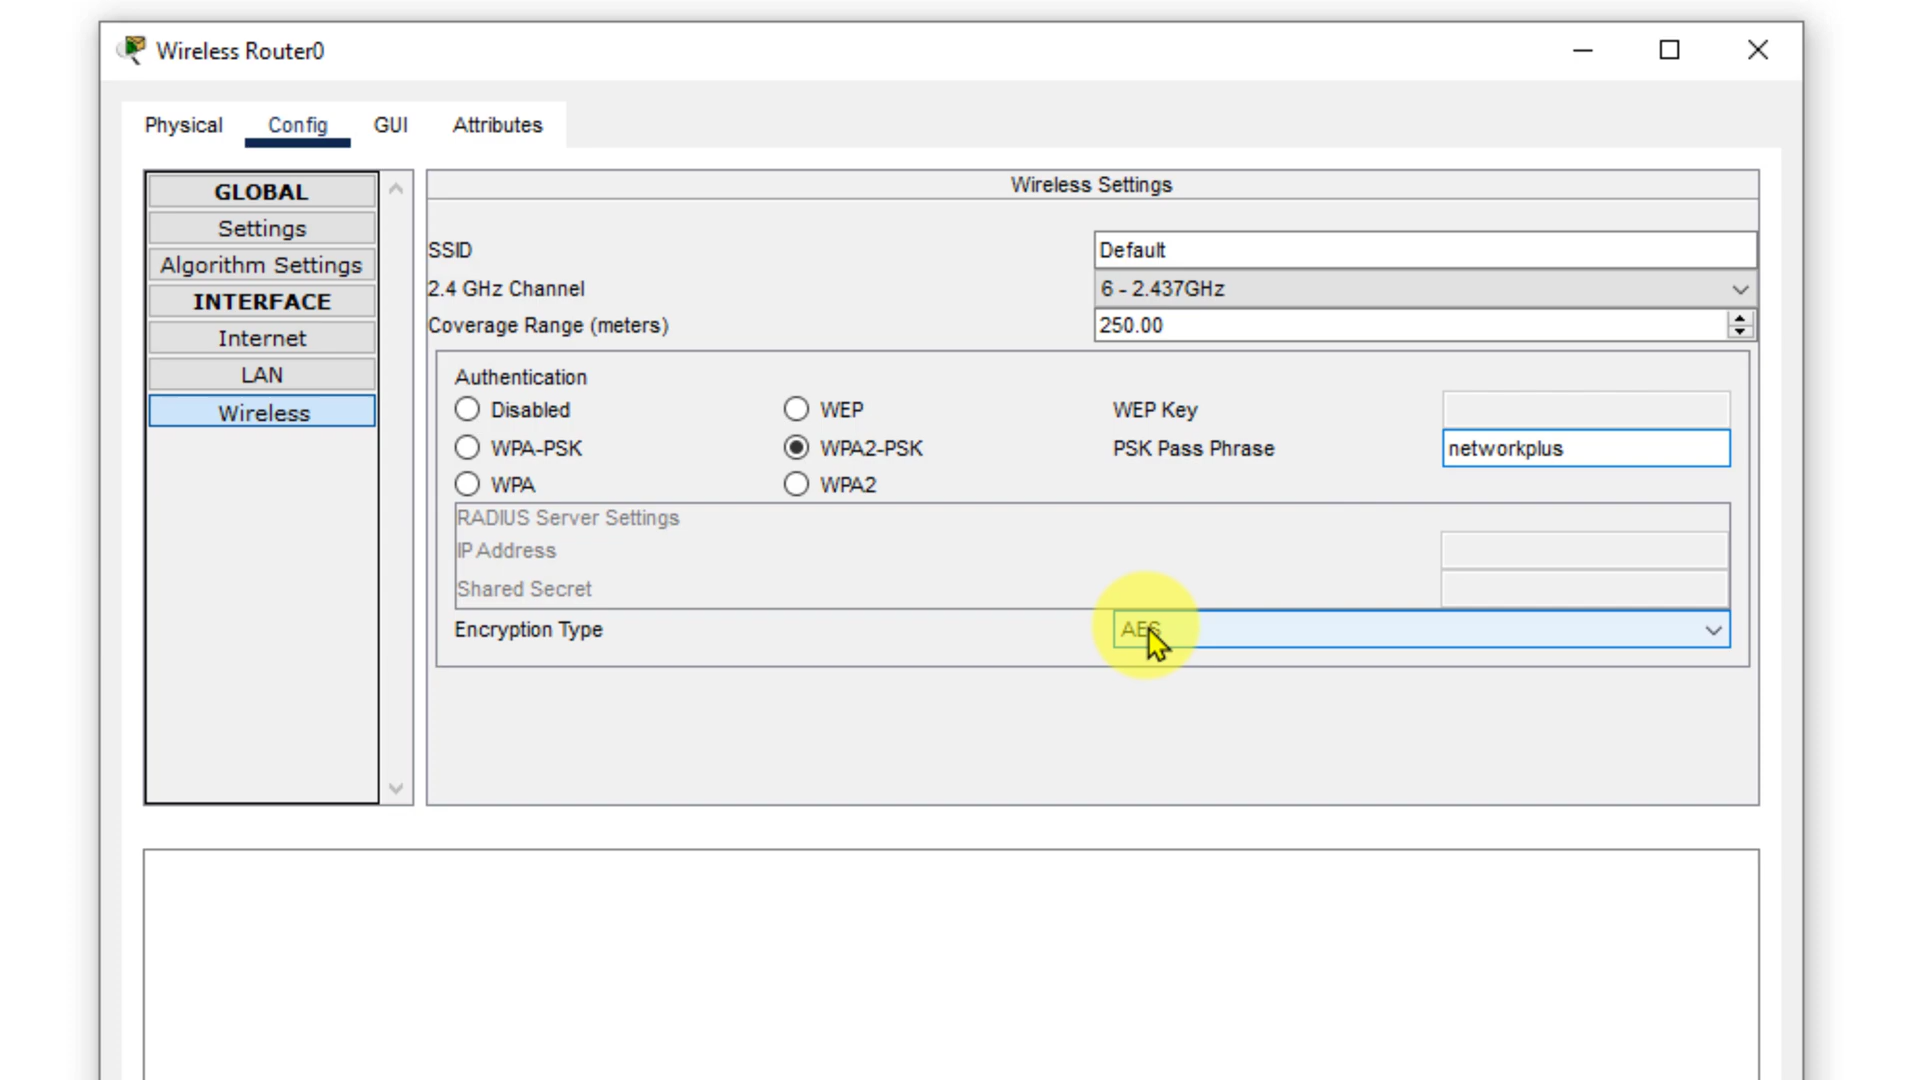 Wireless Router0
Physical Config GUI Attributes
GLOBAL
Settings
Algorithm Settings
INTERFACE
Internet
LAN
Wireless
Wireless Settings
SSID Default
2.4 GHz Channel 6 - 2.437GHz
Coverage Range (meters) 250.00
Authentication
Disabled WEP WEP Key
WPA-PSK WPA2-PSK PSK Pass Phrase networkplus
WPA WPA2
RADIUS Server Settings
IP Address
Shared Secret
Encryption Type AES